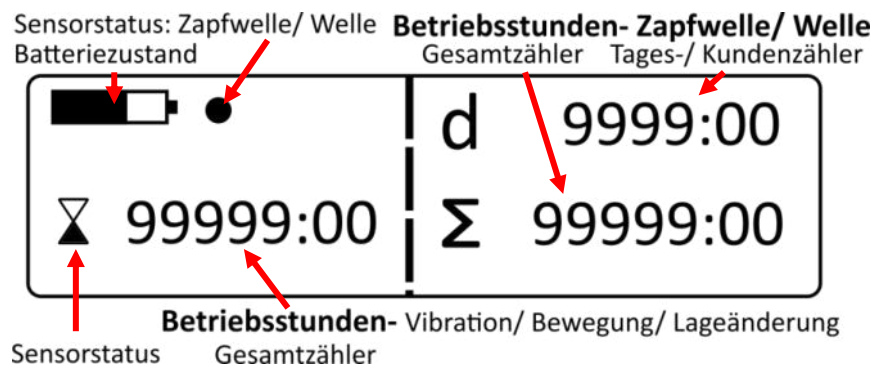 Sensorstatus: Zapfwelle/ Welle Betriebsstunden- Zapfwelle/ Welle
Batteriezustand Gesamtzähler Tages-/ Kundenzähler
d 9999:00
99999:00 Σ 99999:00
Betriebsstunden- Vibration/ Bewegung/ Lageänderung
Sensorstatus Gesamtzähler